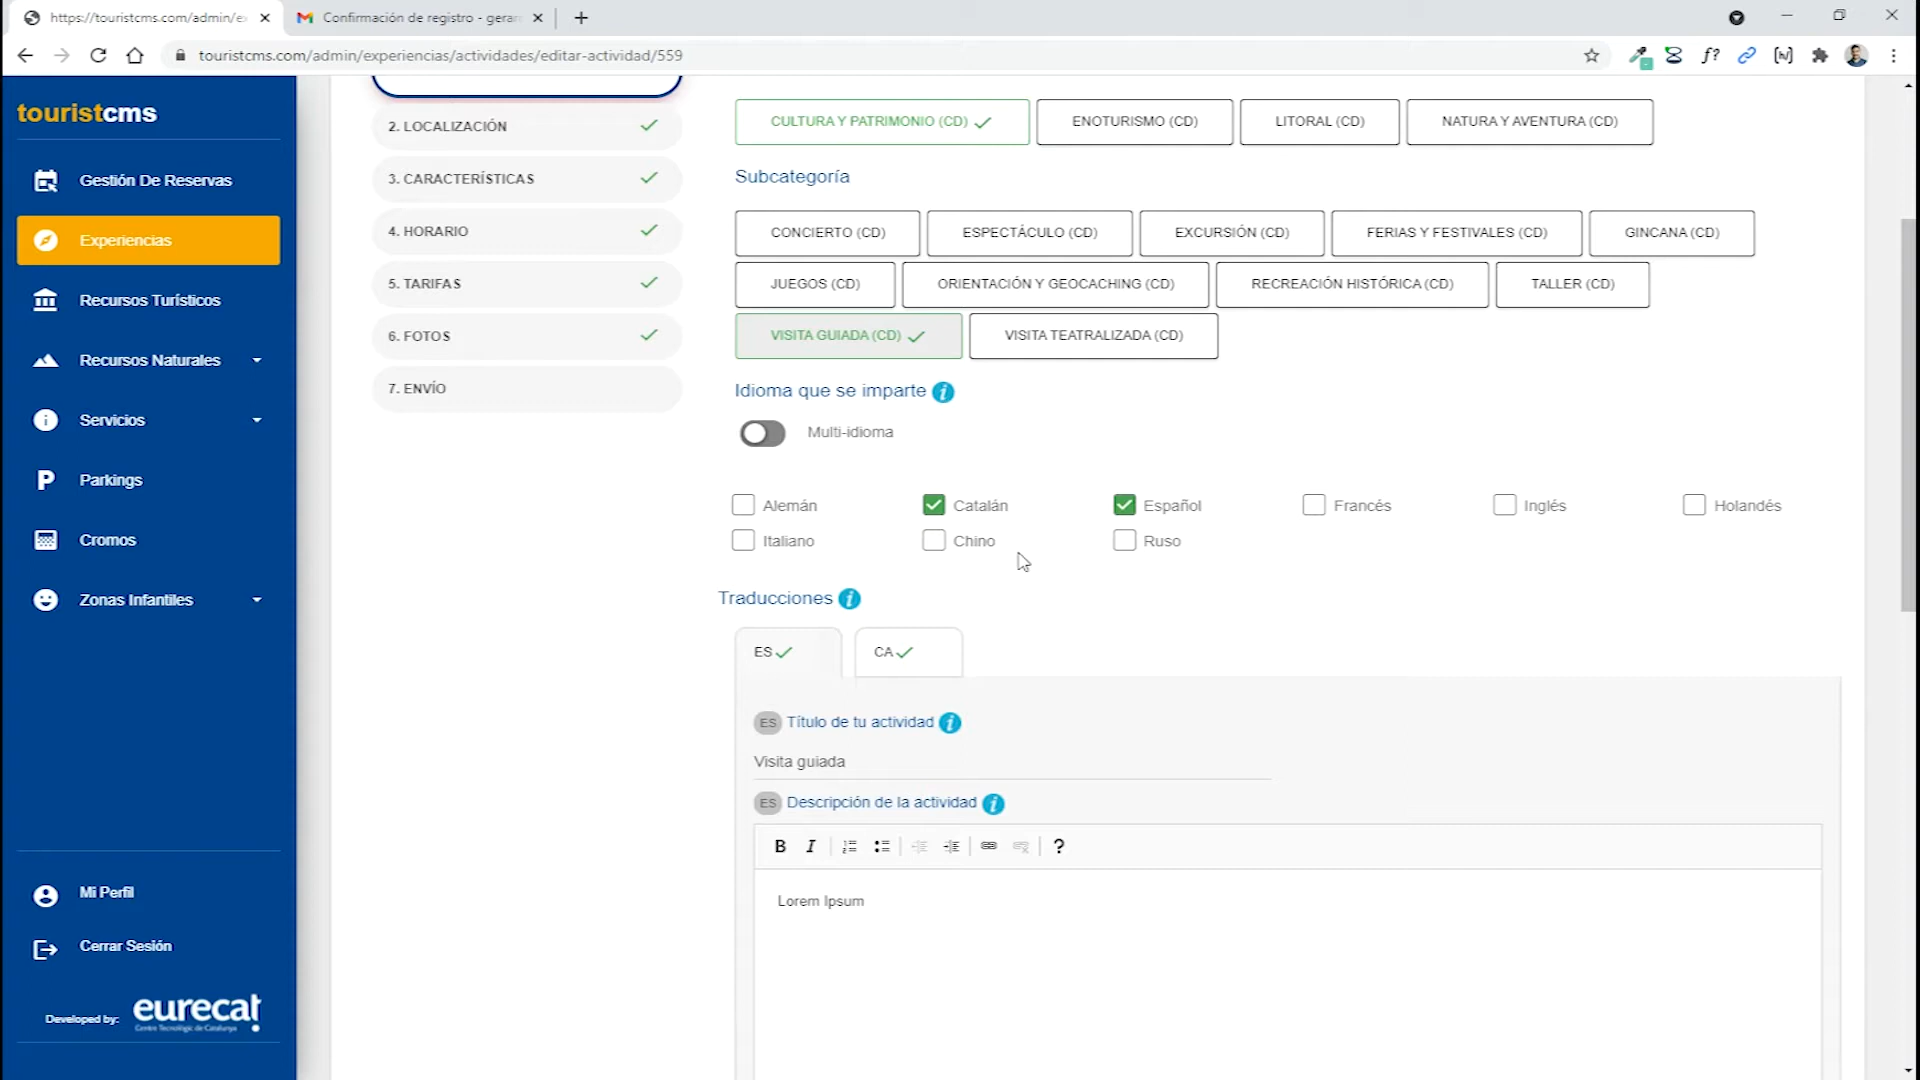 https://touristcms.com/admin/e
Confirmación de registro - gerar
touristcms.com/admin/experiencias/actividades/editar-actividad/559
f?
touristcms
Gestión De Reservas
Experiencias
Recursos Turísticos
Recursos Naturales
Servicios
Parkings
Cromos
Zonas Infantiles
Mi Perfil
Cerrar Sesión
Developed by:
eurecat
Centre Tecnològic de Catalunya
2. LOCALIZACIÓN
3. CARACTERÍSTICAS
4. HORARIO
5. TARIFAS
6. FOTOS
7. ENVÍO
CULTURA Y PATRIMONIO (CD) ENOTURISMO (CD) LITORAL (CD) NATURA Y AVENTURA (CD)
Subcategoría
CONCIERTO (CD) ESPECTÁCULO (CD) EXCURSIÓN (CD) FERIAS Y FESTIVALES (CD) GINCANA (CD)
JUEGOS (CD) ORIENTACIÓN Y GEOCACHING (CD) RECREACIÓN HISTÓRICA (CD) TALLER (CD)
VISITA GUIADA (CD) VISITA TEATRALIZADA (CD)
Idioma que se imparte
Multi-idioma
Alemán Catalán Español Francés Inglés Holandés
Italiano Chino Ruso
Traducciones
ES CA
ES Título de tu actividad
Visita guiada
ES Descripción de la actividad
B I ?
Lorem Ipsum